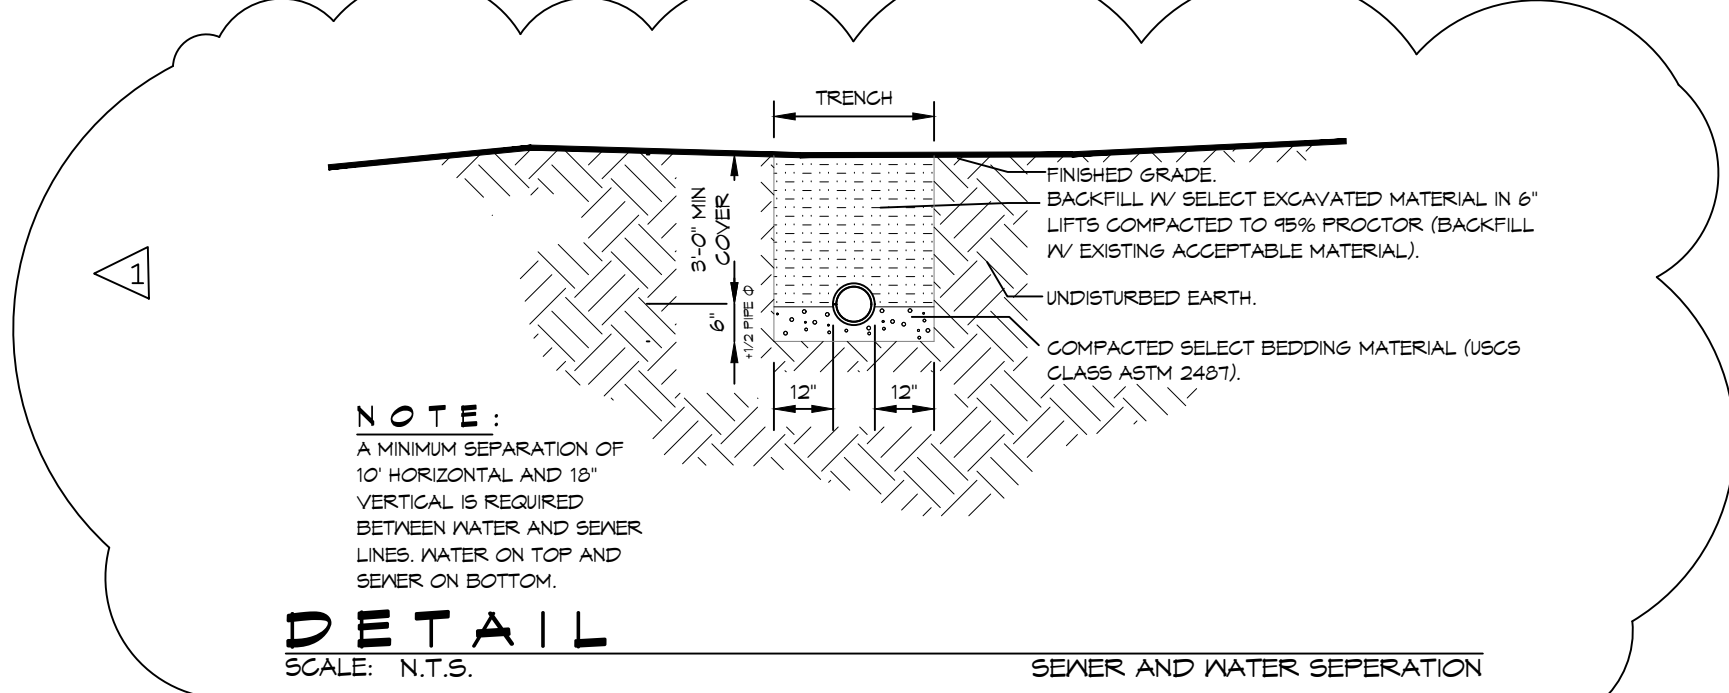 TRENCH
3'-0" MIN
COVER
6"
+1/2 PIPE Φ
12"
12"
FINISHED GRADE.
BACKFILL W/ SELECT EXCAVATED MATERIAL IN 6"
LIFTS COMPACTED TO 95% PROCTOR (BACKFILL
W/ EXISTING ACCEPTABLE MATERIAL).
UNDISTURBED EARTH.
COMPACTED SELECT BEDDING MATERIAL (USCS
CLASS ASTM 2487).
1
NOTE:
A MINIMUM SEPARATION OF
10' HORIZONTAL AND 18"
VERTICAL IS REQUIRED
BETWEEN WATER AND SEWER
LINES. WATER ON TOP AND
SEWER ON BOTTOM.
DETAIL
SCALE: N.T.S.
SEWER AND WATER SEPERATION